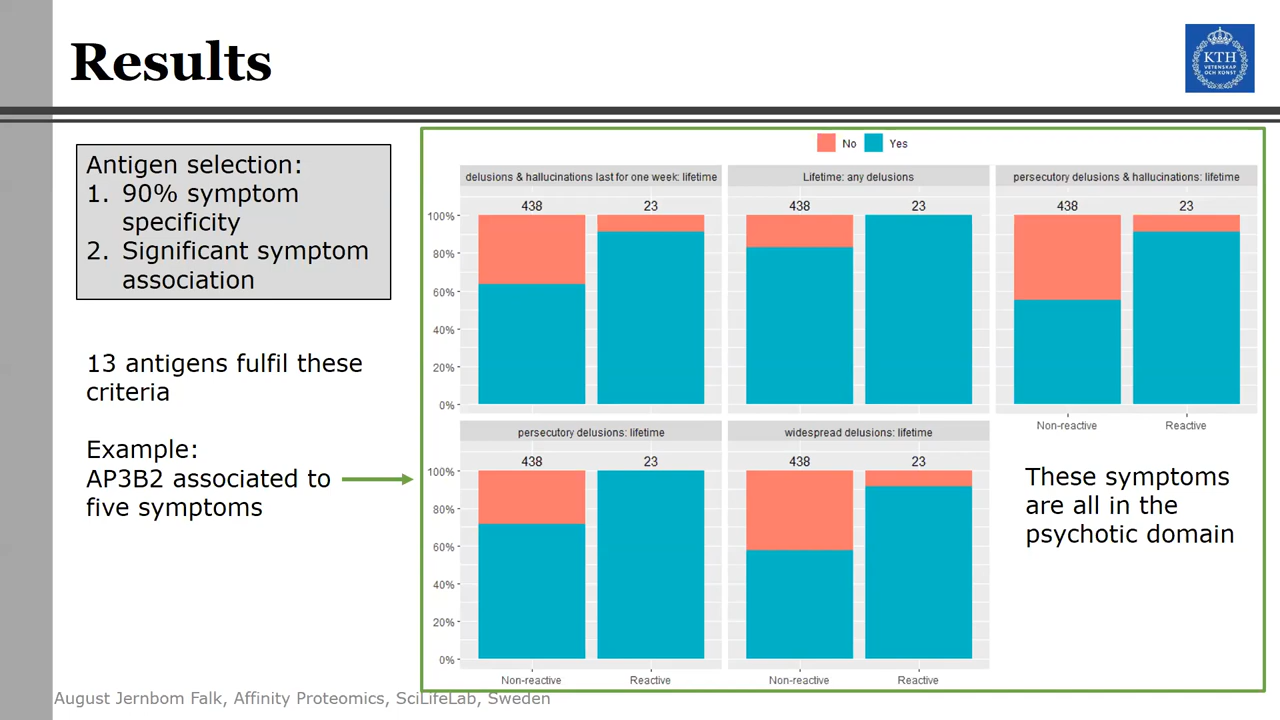 Results
KTH
VETENSKAP
OCH KONST
Antigen selection:
1. 90% symptom
specificity
2. Significant symptom
association
13 antigens fulfil these
criteria
Example:
AP3B2 associated to
five symptoms
No Yes
delusions & hallucinations last for one week: lifetime
438 23
100%
80%
60%
40%
20%
0%
Lifetime: any delusions
438 23
persecutory delusions & hallucinations: lifetime
438 23
Non-reactive Reactive
persecutory delusions: lifetime
438 23
100%
80%
60%
40%
20%
0%
Non-reactive Reactive
widespread delusions: lifetime
438 23
Non-reactive Reactive
These symptoms
are all in the
psychotic domain
August Jernbom Falk, Affinity Proteomics, SciLifeLab, Sweden